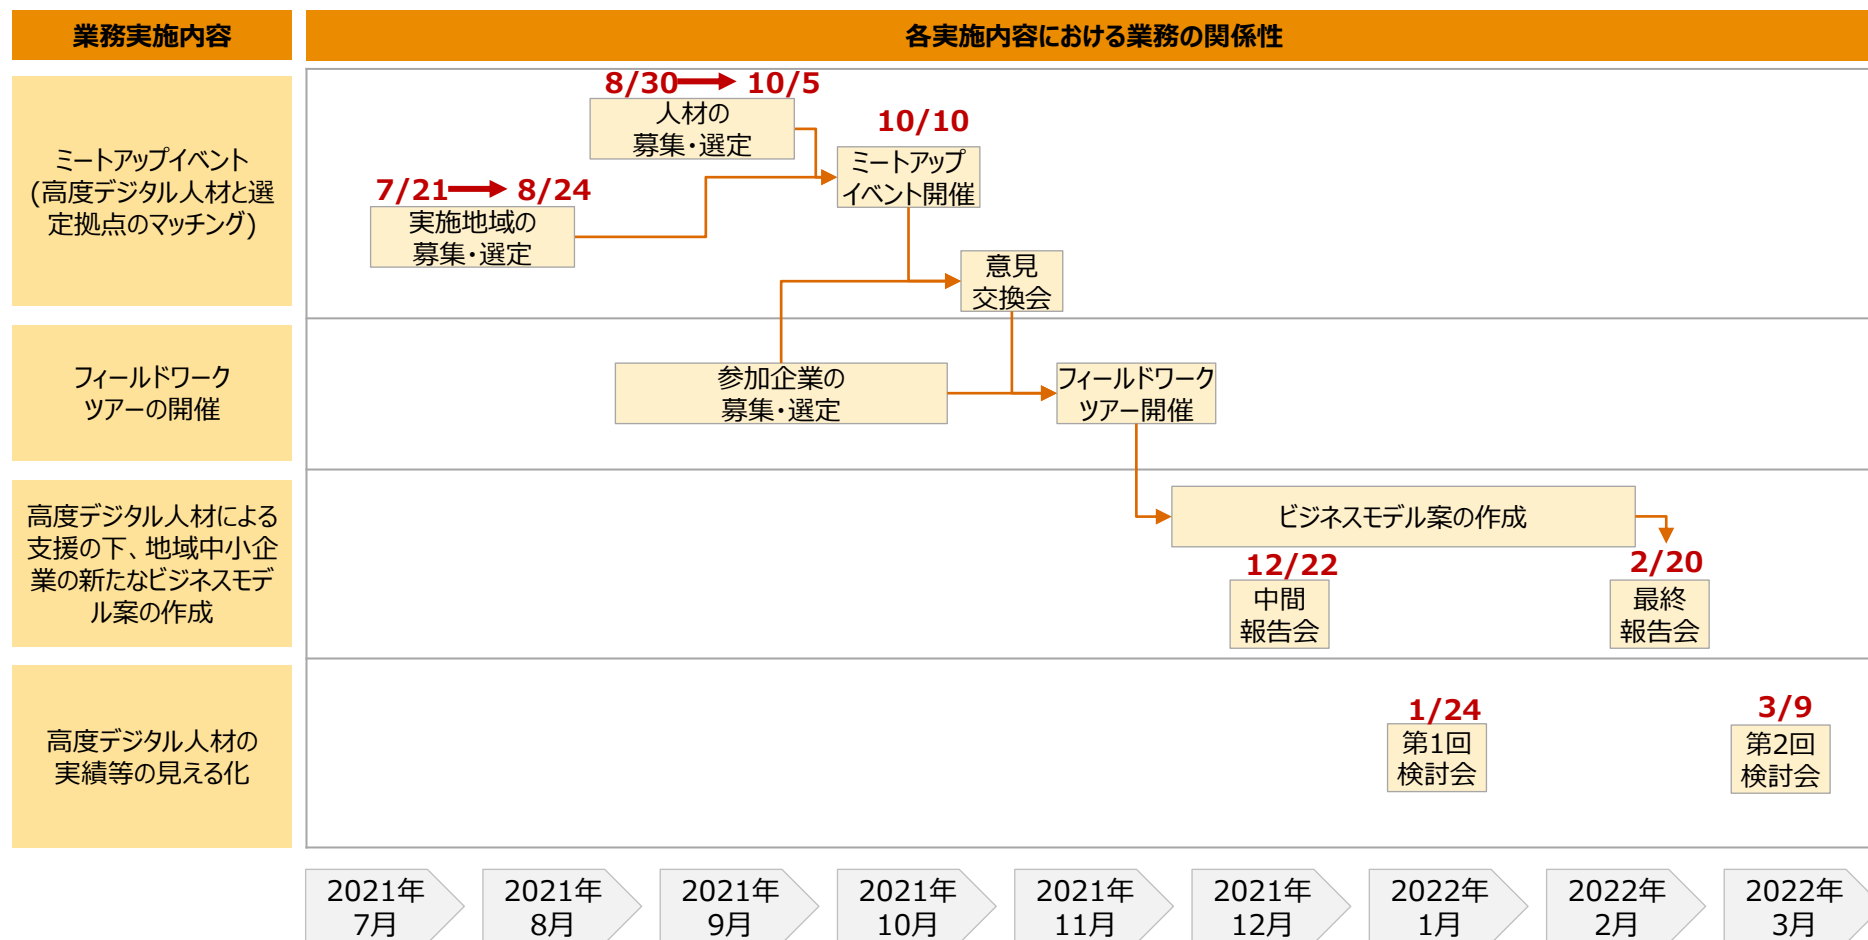 業務実施内容
各実施内容における業務の関係性
ミートアップイベント
(高度デジタル人材と選
定拠点のマッチング)
8/30 10/5
人材の
募集・選定
10/10
ミートアップ
イベント開催
7/21 8/24
実施地域の
募集・選定
意見
交換会
フィールドワーク
ツアーの開催
参加企業の
募集・選定
フィールドワーク
ツアー開催
高度デジタル人材による
支援の下、地域中小企
業の新たなビジネスモデ
ル案の作成
ビジネスモデル案の作成
12/22
中間
報告会
2/20
最終
報告会
高度デジタル人材の
実績等の見える化
1/24
第1回
検討会
3/9
第2回
検討会
2021年
7月
2021年
8月
2021年
9月
2021年
10月
2021年
11月
2021年
12月
2022年
1月
2022年
2月
2022年
3月